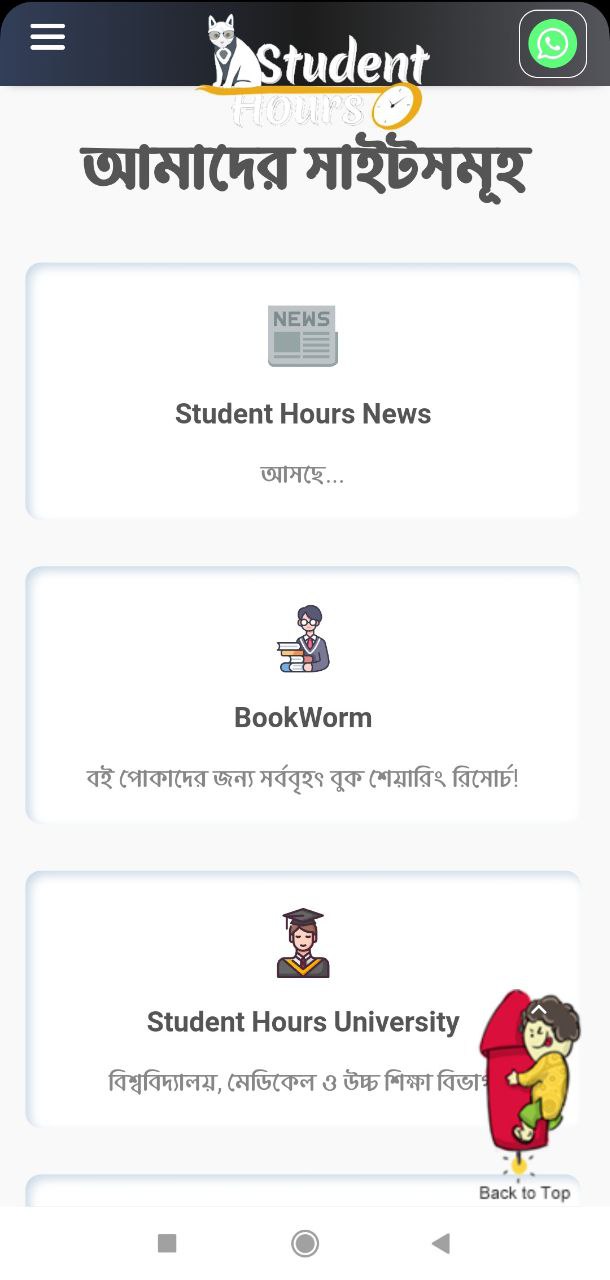 Student
Hours
আমাদের সাইটসমূহ
NEWS
Student Hours News
আসছে...
BookWorm
বই পোকাদের জন্য সর্ববৃহৎ বুক শেয়ারিং রিসোর্চ!
Student Hours University
বিশ্ববিদ্যালয়, মেডিকেল ও উচ্চ শিক্ষা বিভাগ
Back to Top